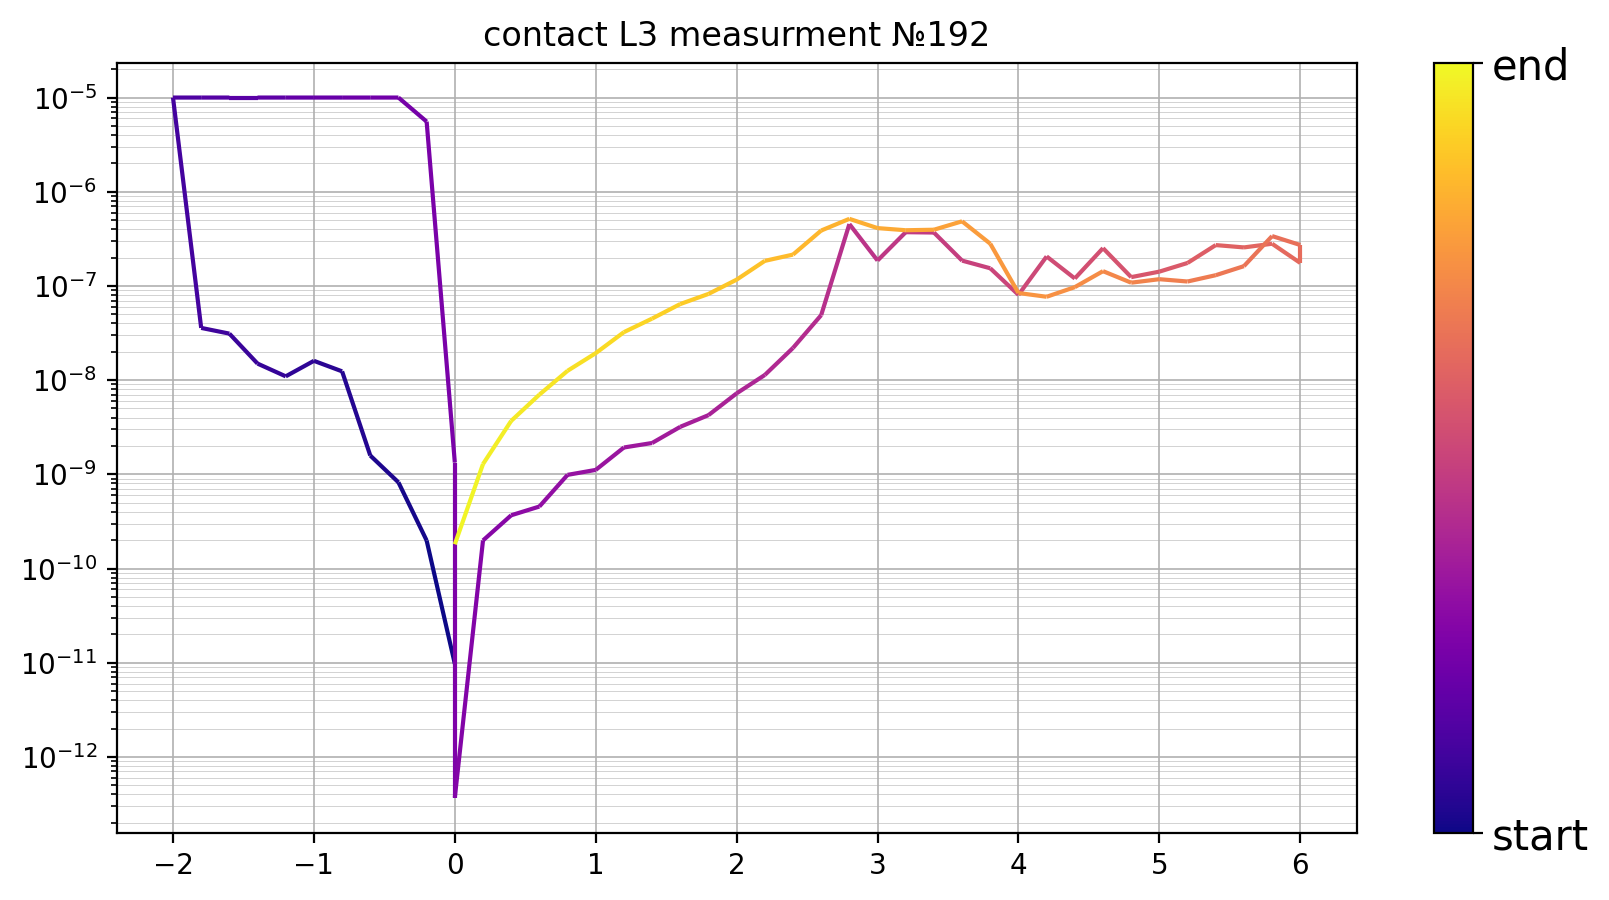 contact L3 measurment №192
10⁻⁵
10⁻⁶
10⁻⁷
10⁻⁸
10⁻⁹
10⁻¹⁰
10⁻¹¹
10⁻¹²
−2 −1 0 1 2 3 4 5 6
end
start